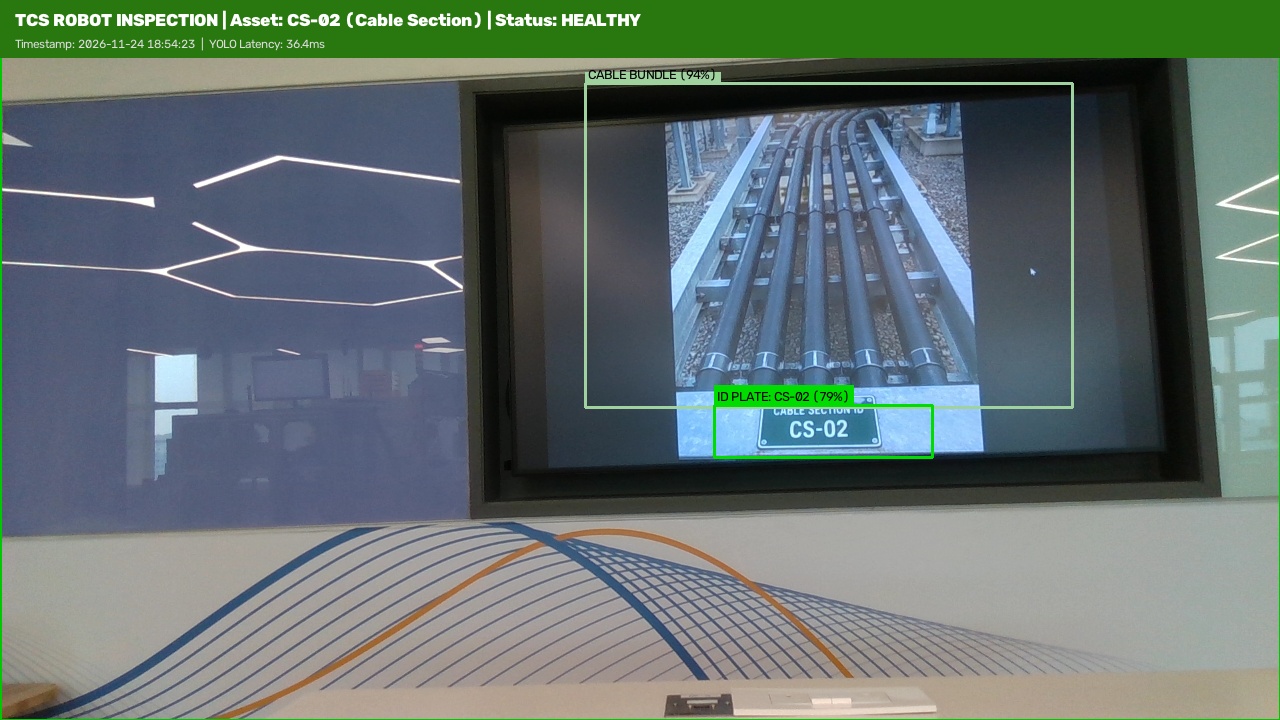 TCS ROBOT INSPECTION | Asset: CS-02 (Cable Section) | Status: HEALTHY
Timestamp: 2026-11-24 18:54:23 | YOLO Latency: 36.4ms
CABLE BUNDLE (94%)
ID PLATE: CS-02 (79%)
CABLE SECTION ID
CS-02